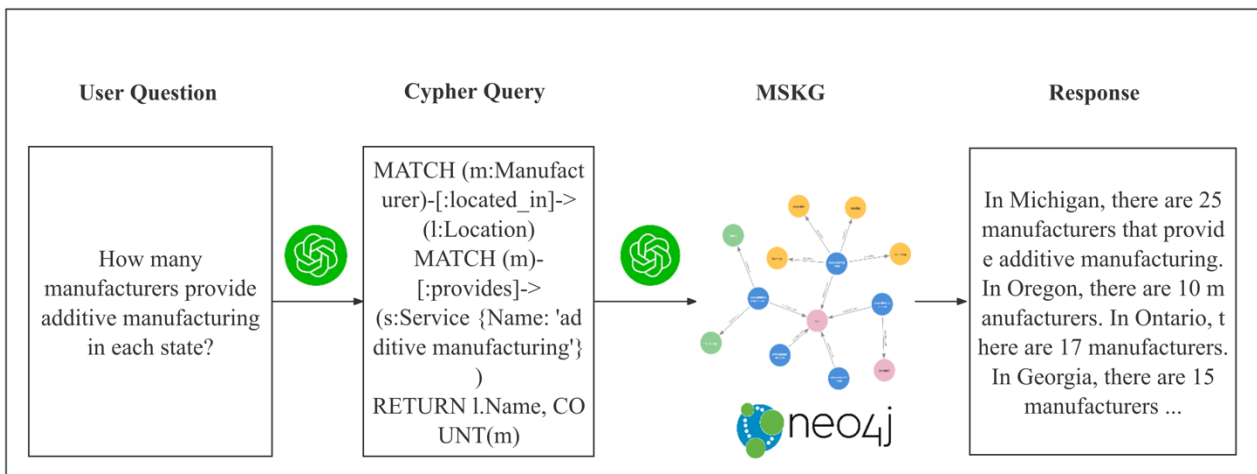 User Question
Cypher Query
MSKG
Response
How many
manufacturers provide
additive manufacturing
in each state?
MATCH (m:Manufact
urer)-[:located_in]->
(l:Location)
MATCH (m)-
[:provides]->
(s:Service {Name: 'ad
ditive manufacturing'}
)
RETURN l.Name, CO
UNT(m)
neo4j
In Michigan, there are 25
manufacturers that provid
e additive manufacturing.
In Oregon, there are 10 m
anufacturers. In Ontario, t
here are 17 manufacturers.
In Georgia, there are 15
manufacturers ...